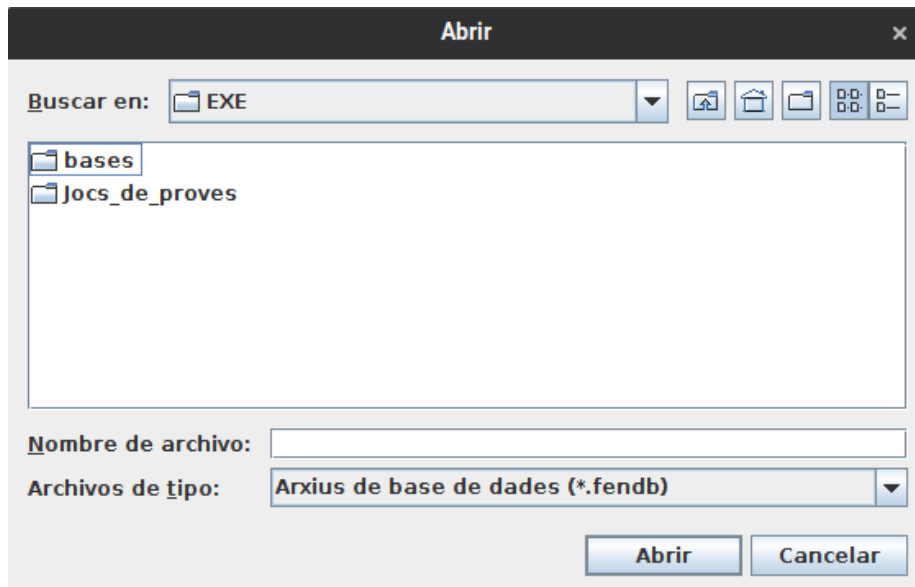 Abrir
Buscar en: EXE
bases
Jocs_de_proves
Nombre de archivo:
Archivos de tipo: Arxius de base de dades (*.fendb)
Abrir Cancelar